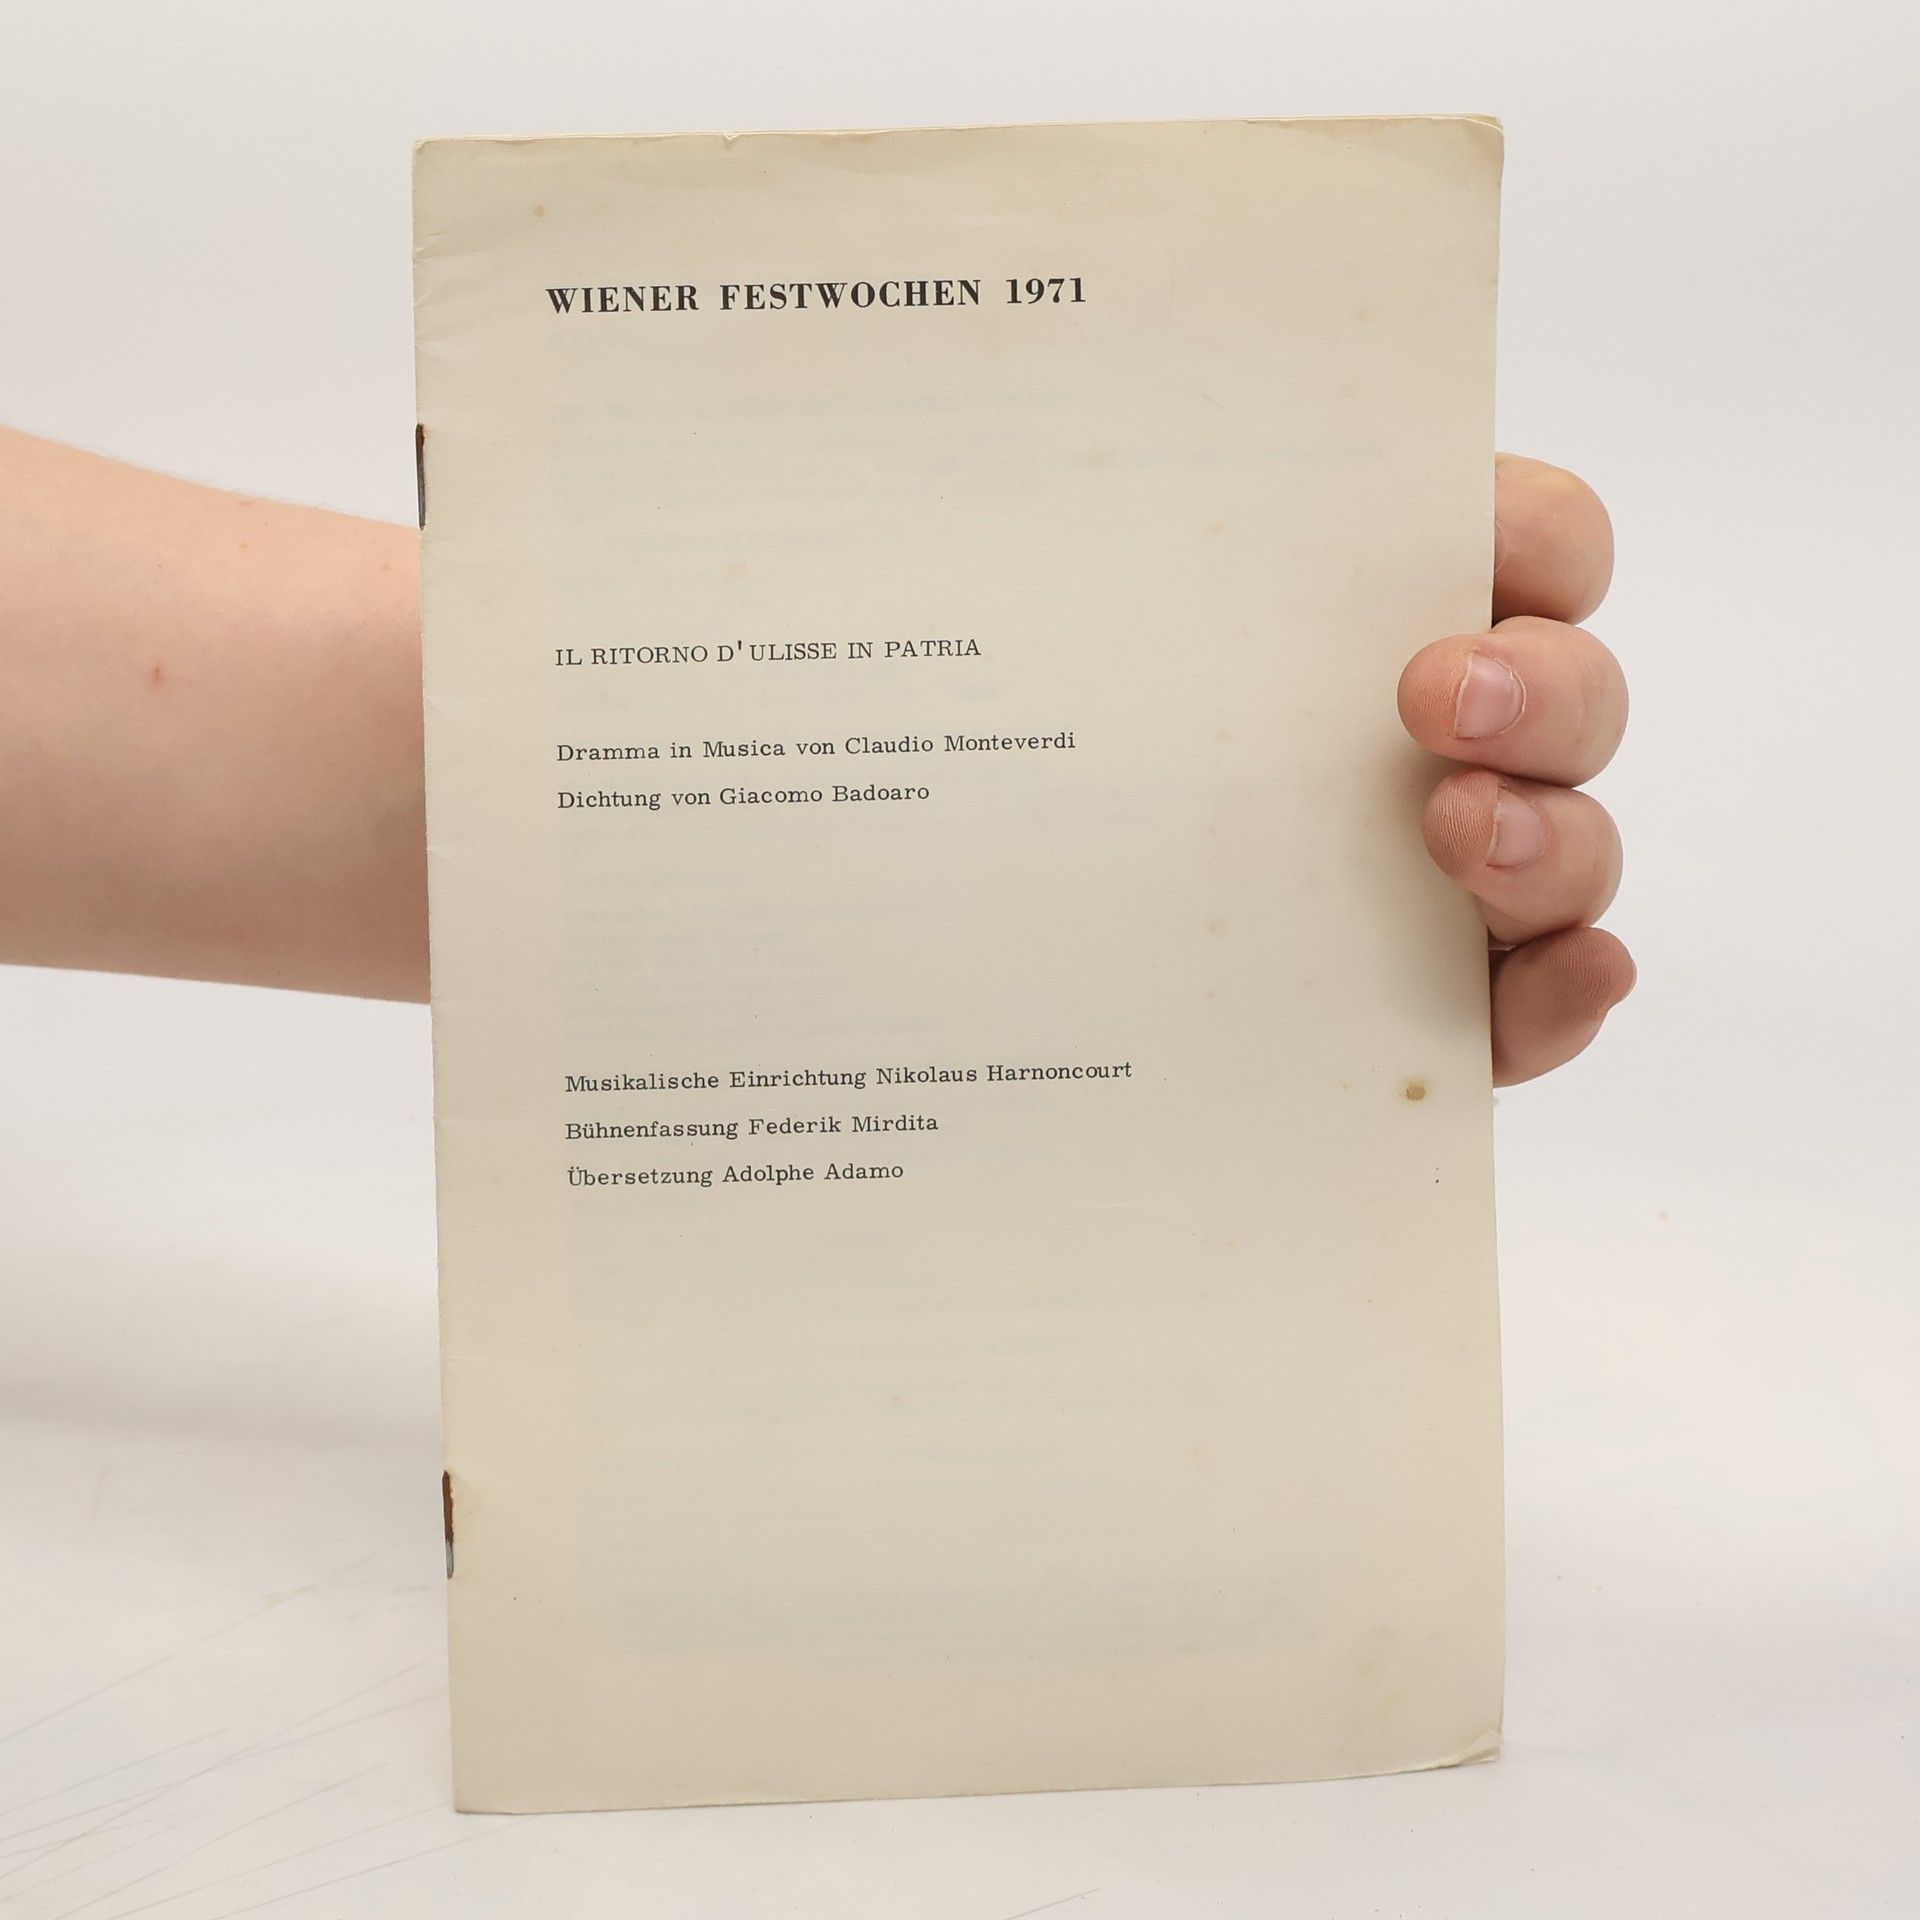 WIENER FESTWOCHEN 1971
IL RITORNO D'ULISSE IN PATRIA
Dramma in Musica von Claudio Monteverdi
Dichtung von Giacomo Badoaro
Musikalische Einrichtung Nikolaus Harnoncourt
Bühnenfassung Federik Mirdita
Übersetzung Adolphe Adamo